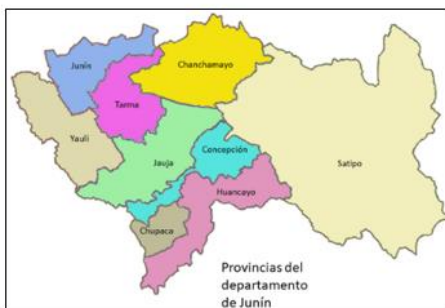 Junín
Chanchamayo
Tarma
Yauli
Concepción
Jauja
Satipo
Huancayo
Chupaca
Provincias del
departamento
de Junín